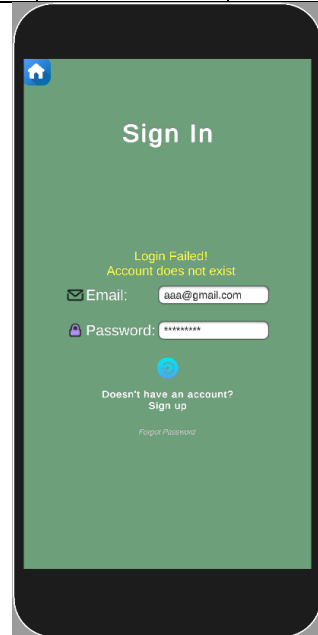 Sign In
Login Failed!
Account does not exist
Email: aaa@gmail.com
Password: *********
Doesn't have an account?
Sign up
Forgot Password